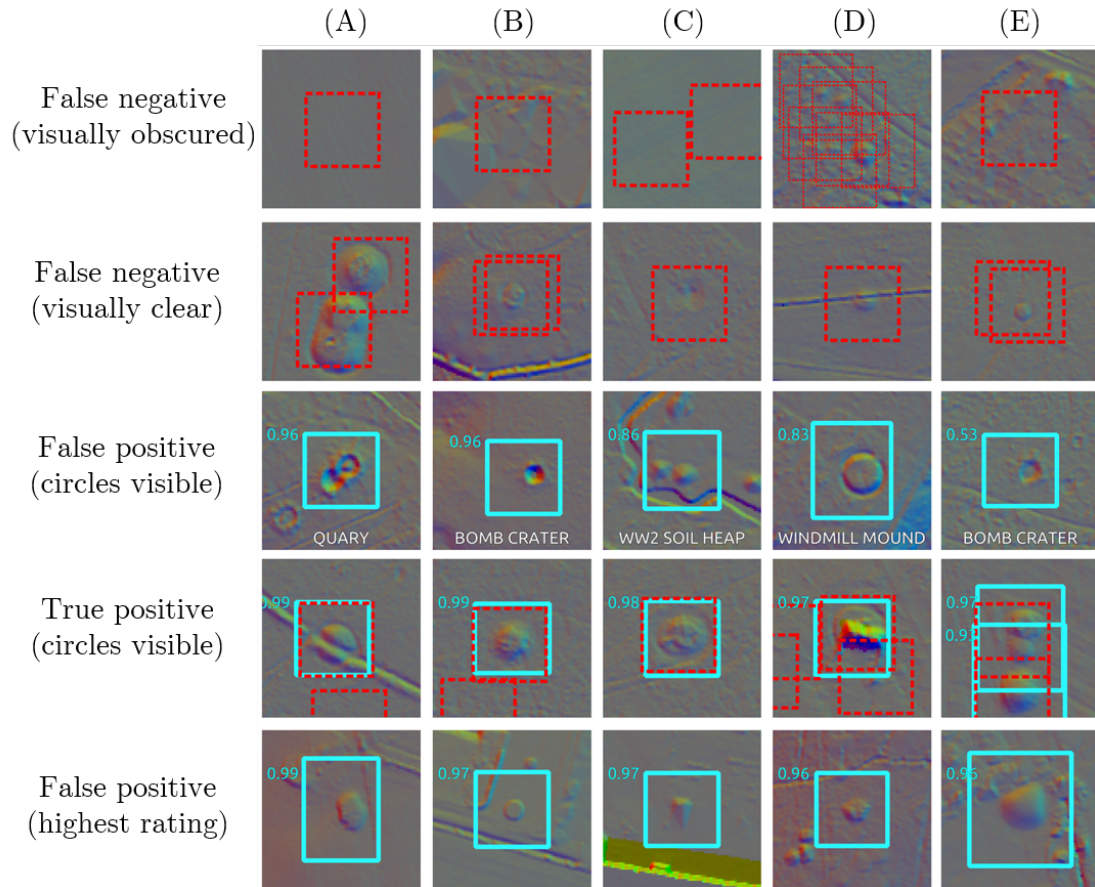 (A) (B) (C) (D) (E)
False negative
(visually obscured)
False negative
(visually clear)
False positive
(circles visible)
0.96 0.96 0.86 0.83 0.53
QUARY BOMB CRATER WW2 SOIL HEAP WINDMILL MOUND BOMB CRATER
True positive
(circles visible)
0.99 0.99 0.98 0.97 0.97
0.91
False positive
(highest rating)
0.99 0.97 0.97 0.96 0.96